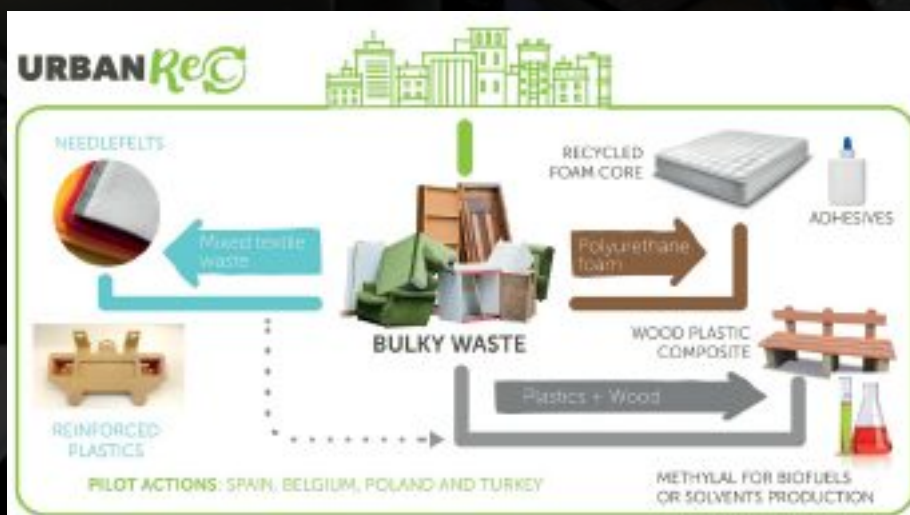 URBANReC
NEEDLEFELTS
Mixed textile
waste
REINFORCED
PLASTICS
BULKY WASTE
RECYCLED
FOAM CORE
ADHESIVES
Polyurethane
foam
WOOD PLASTIC
COMPOSITE
Plastics + Wood
METHYLAL FOR BIOFUELS
OR SOLVENTS PRODUCTION
PILOT ACTIONS: SPAIN, BELGIUM, POLAND AND TURKEY